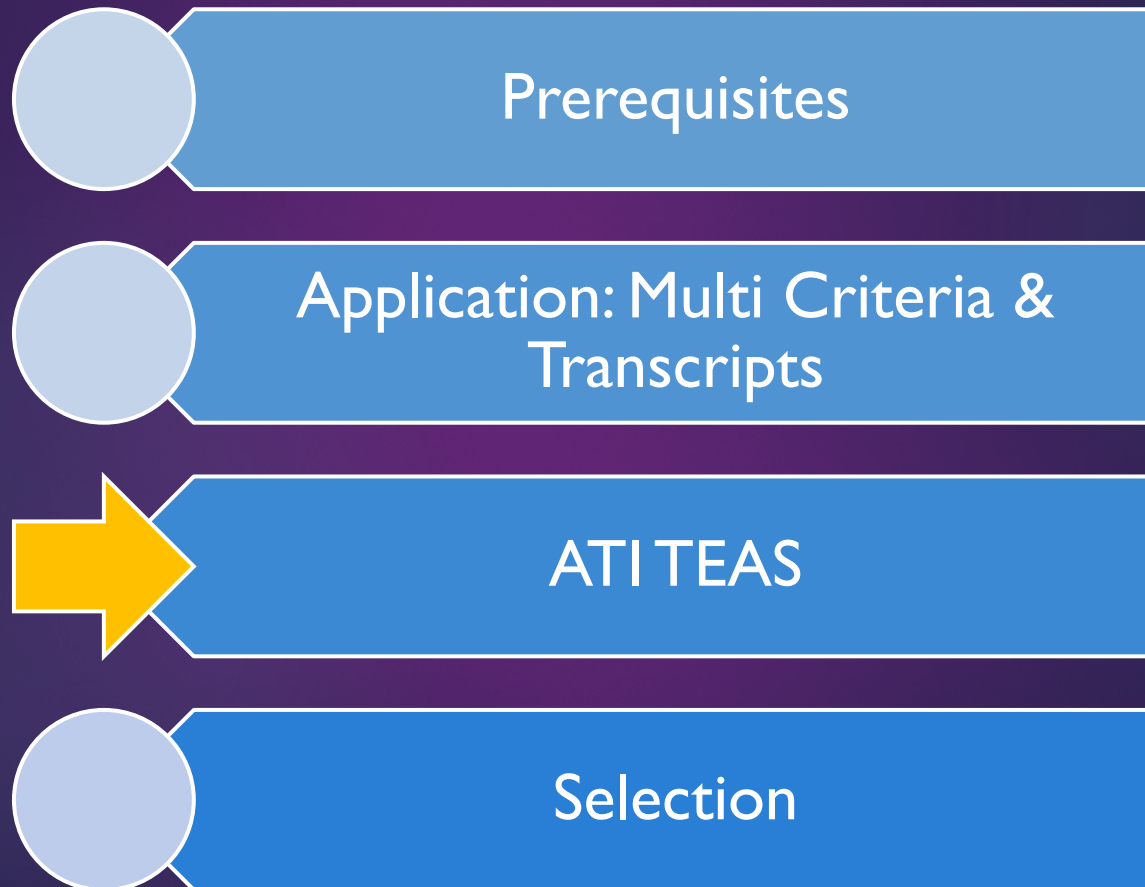 Prerequisites
Application: Multi Criteria &
Transcripts
ATI TEAS
Selection